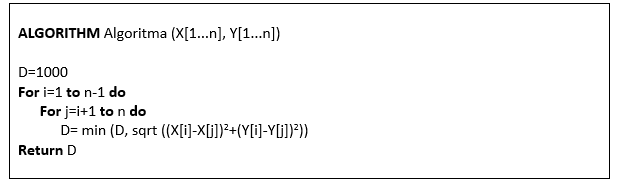 ALGORITHM Algoritma (X[1...n], Y[1...n])
D=1000
For i=1 to n-1 do
For j=i+1 to n do
D= min (D, sqrt ((X[i]-X[j])²+(Y[i]-Y[j])²))
Return D